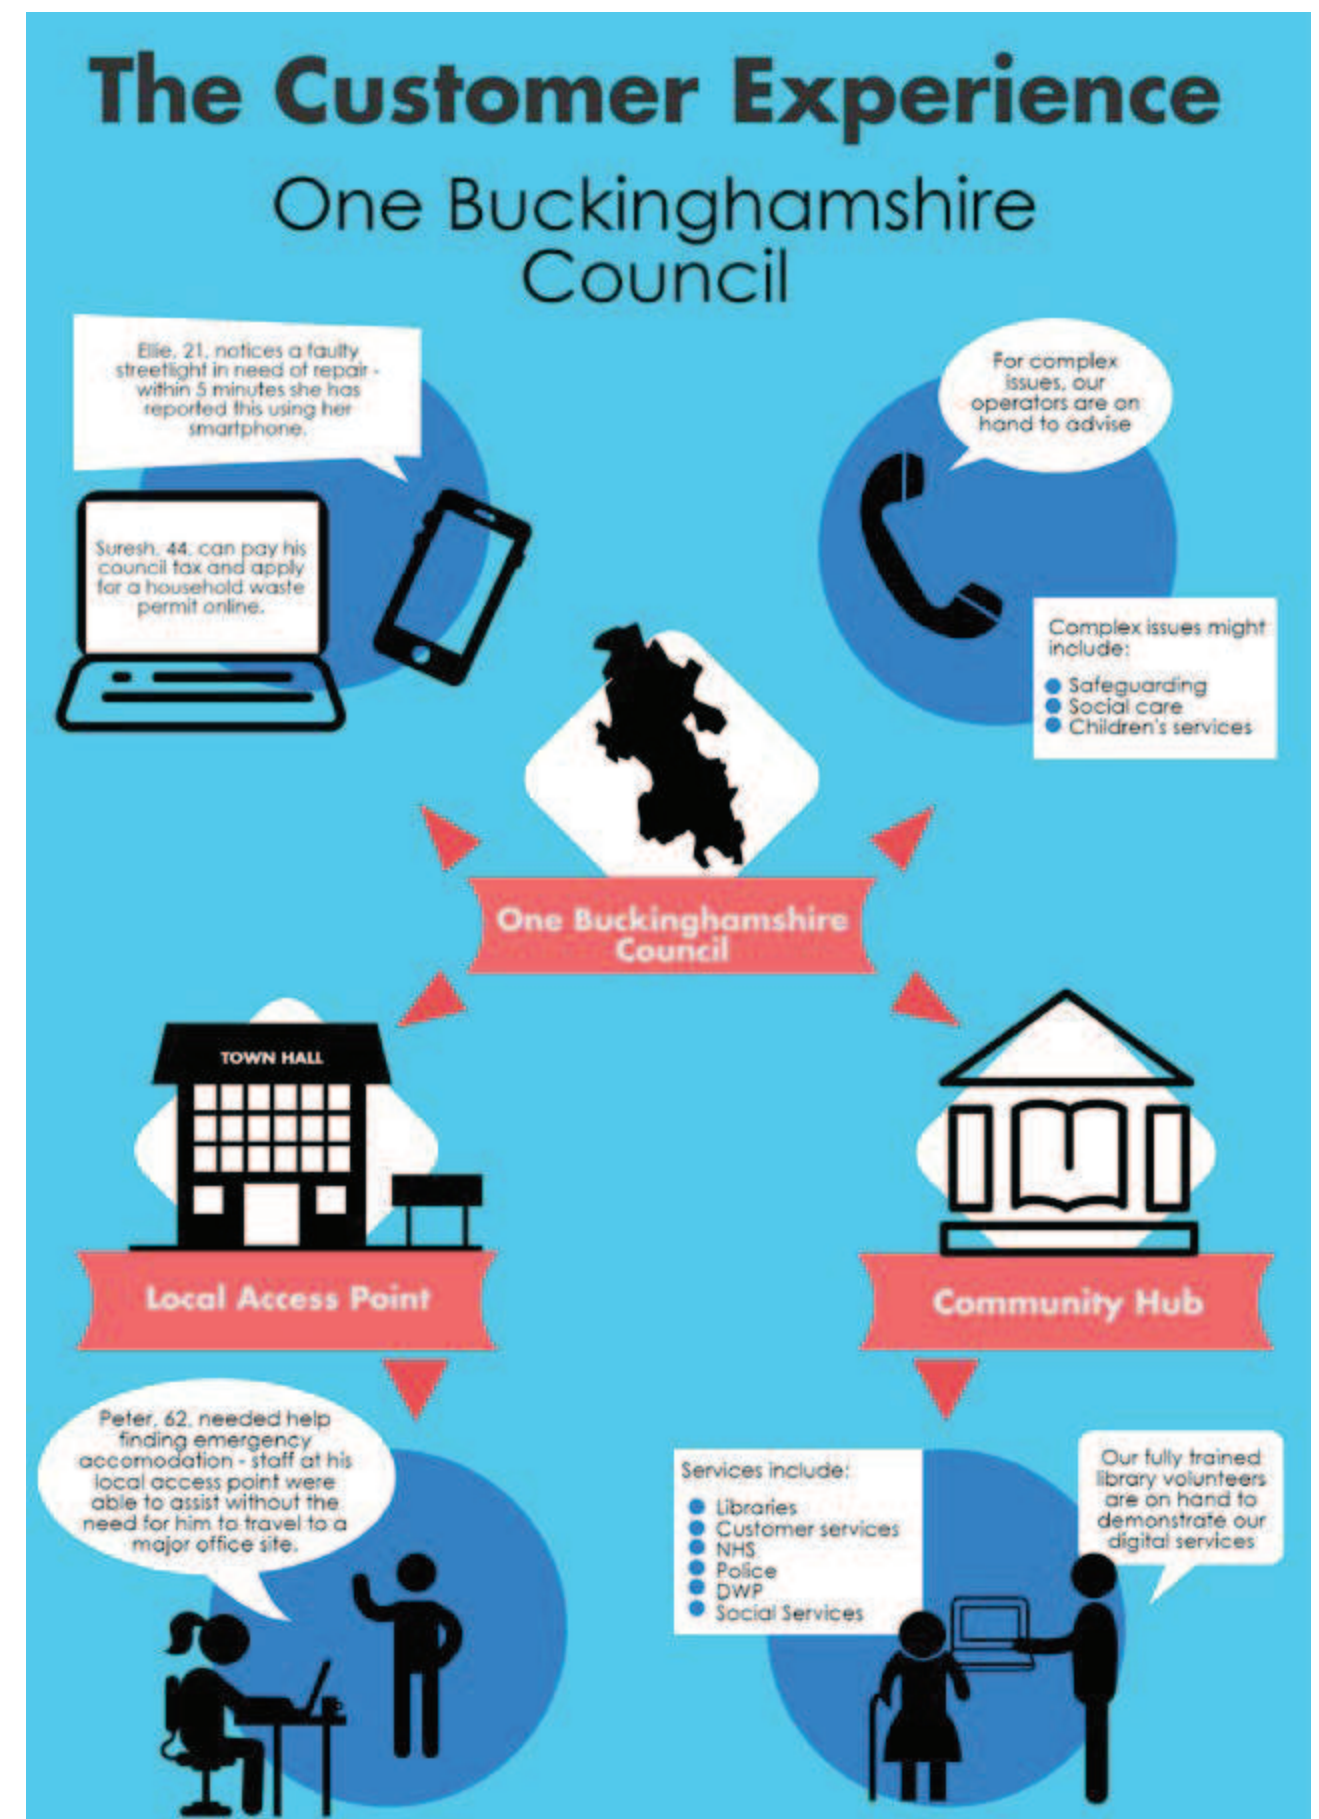 The Customer Experience
One Buckinghamshire
Council
Ellie, 21, notices a faulty
streetlight in need of repair -
within 5 minutes she has
reported this using her
smartphone.
Suresh, 44, can pay his
council tax and apply
for a household waste
permit online.
For complex
issues, our
operators are on
hand to advise
Complex issues might
include:
Safeguarding
Social care
Children's services
One Buckinghamshire
Council
TOWN HALL
Local Access Point
Community Hub
Peter, 62, needed help
finding emergency
accomodation - staff at his
local access point were
able to assist without the
need for him to travel to a
major office site.
Services include:
Libraries
Customer services
NHS
Police
DWP
Social Services
Our fully trained
library volunteers
are on hand to
demonstrate our
digital services